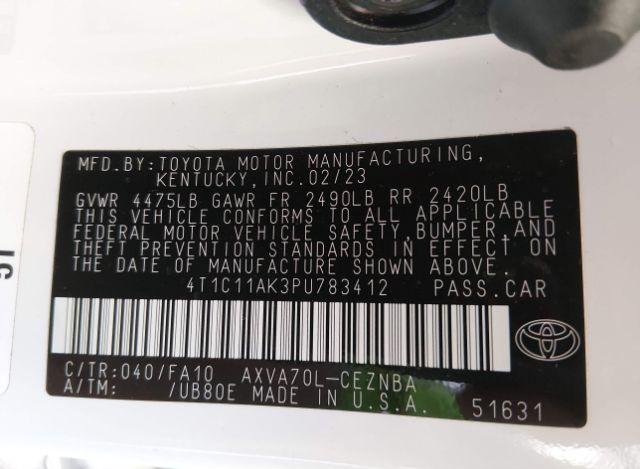 MFD.BY:TOYOTA MOTOR MANUFACTURING,
KENTUCKY,INC.02/23
GVWR 4475LB GAWR FR 2490LB RR 2420LB
THIS VEHICLE CONFORMS TO ALL APPLICABLE
FEDERAL MOTOR VEHICLE SAFETY,BUMPER,AND
THEFT PREVENTION STANDARDS IN EFFECT ON
THE DATE OF MANUFACTURE SHOWN ABOVE.
4T1C11AK3PU783412 PASS.CAR
C/TR:040/FA10 AXVA70L-CEZNBA
A/TM: /UB80E MADE IN U.S.A. 51631